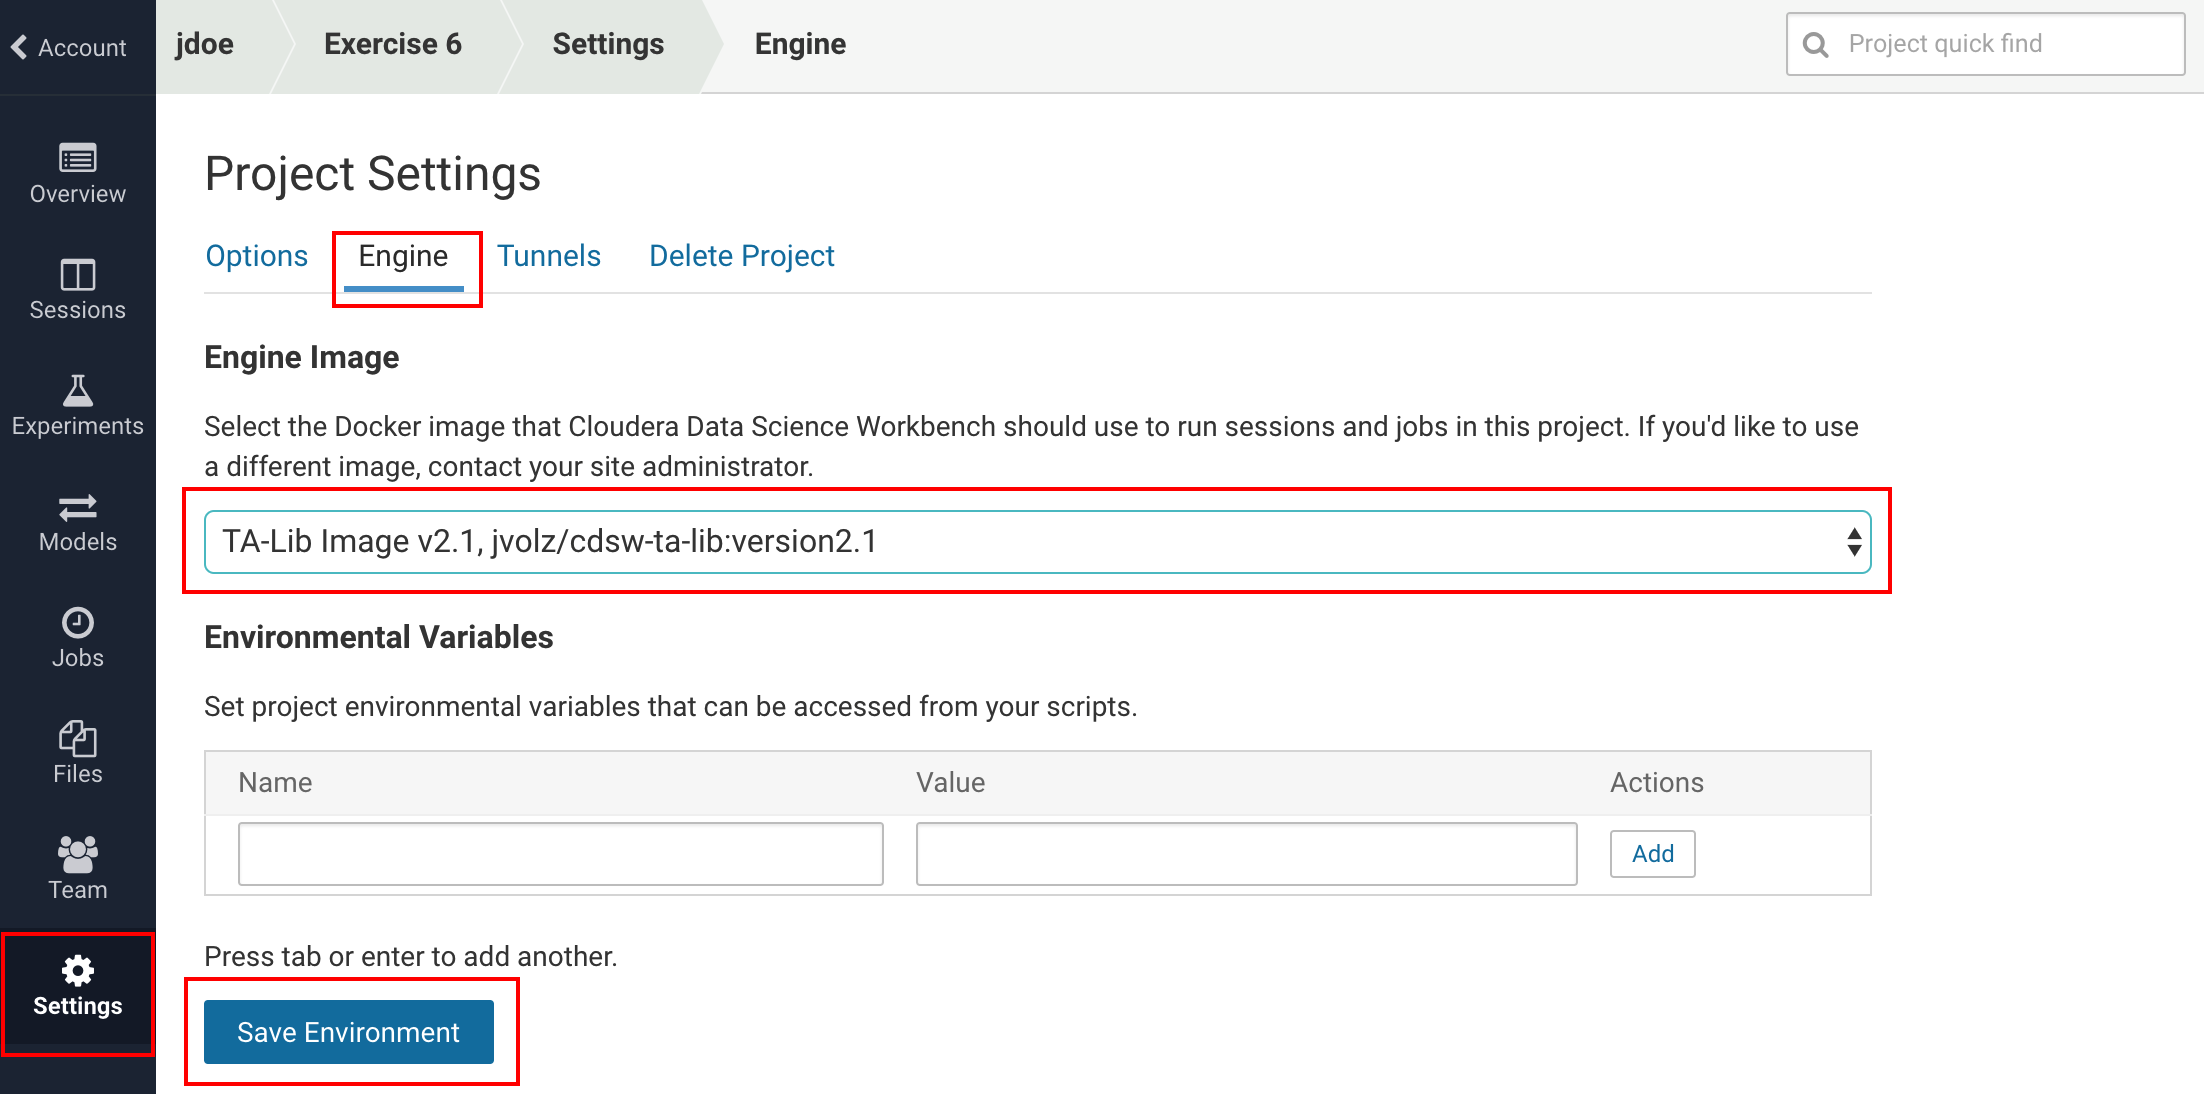 Account
jdoe
Exercise 6
Settings
Engine
Project quick find
Overview
Sessions
Experiments
Models
Jobs
Files
Team
Settings
Project Settings
Options
Engine
Tunnels
Delete Project
Engine Image
Select the Docker image that Cloudera Data Science Workbench should use to run sessions and jobs in this project. If you'd like to use
a different image, contact your site administrator.
TA-Lib Image v2.1, jvolz/cdsw-ta-lib:version2.1
Environmental Variables
Set project environmental variables that can be accessed from your scripts.
Name
Value
Actions
Add
Press tab or enter to add another.
Save Environment